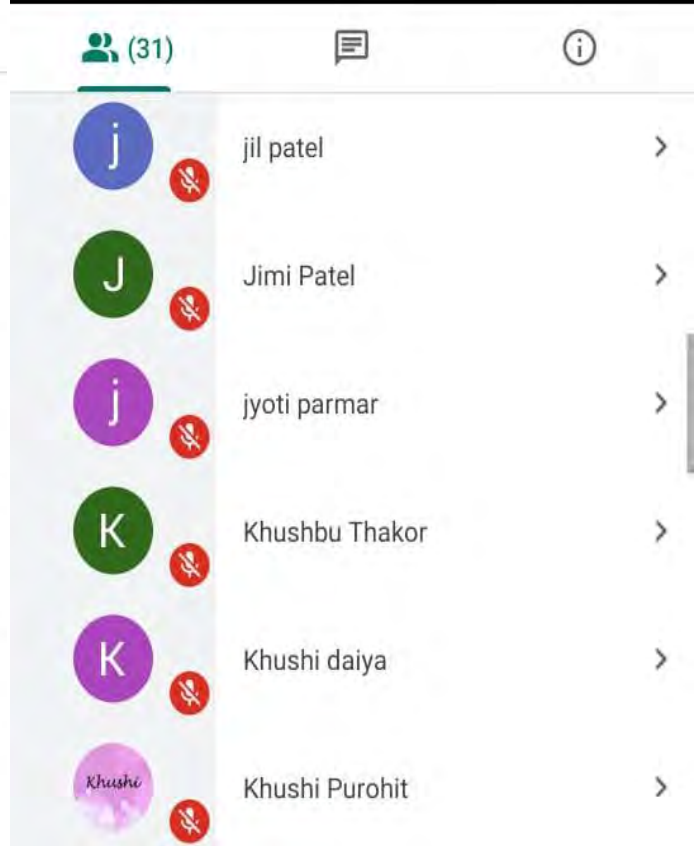 (31)
j
jil patel
J
Jimi Patel
j
jyoti parmar
K
Khushbu Thakor
K
Khushi daiya
Khushi
Khushi Purohit